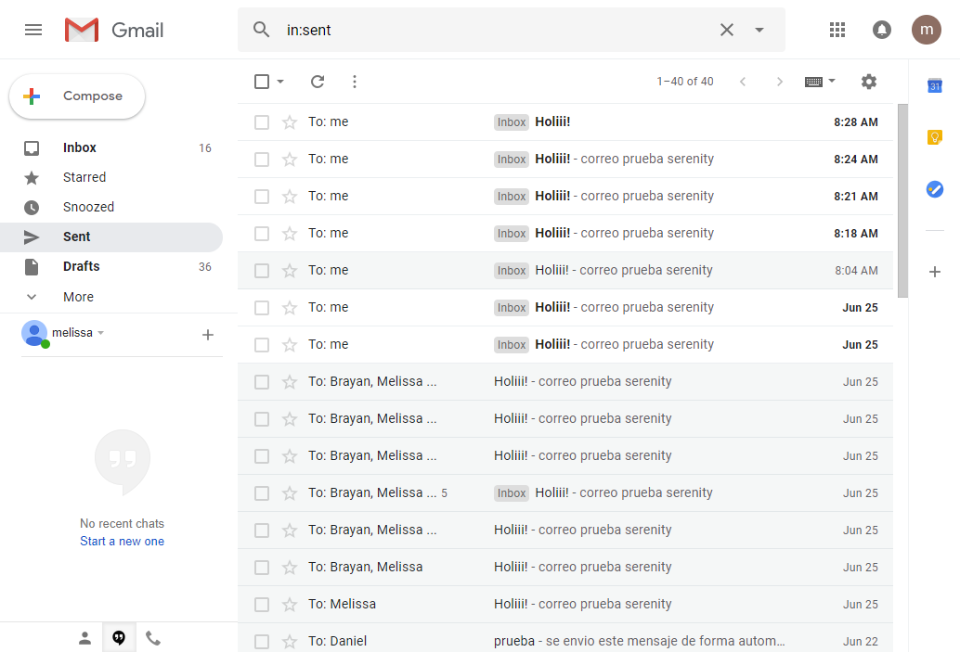 Gmail
in:sent
m
Compose
1–40 of 40
31
Inbox 16
Starred
Snoozed
Sent
Drafts 36
More
melissa
No recent chats
Start a new one
To: me Inbox Holiii! 8:28 AM
To: me Inbox Holiii! - correo prueba serenity 8:24 AM
To: me Inbox Holiii! - correo prueba serenity 8:21 AM
To: me Inbox Holiii! - correo prueba serenity 8:18 AM
To: me Inbox Holiii! - correo prueba serenity 8:04 AM
To: me Inbox Holiii! - correo prueba serenity Jun 25
To: me Inbox Holiii! - correo prueba serenity Jun 25
To: Brayan, Melissa ... Holiii! - correo prueba serenity Jun 25
To: Brayan, Melissa ... Holiii! - correo prueba serenity Jun 25
To: Brayan, Melissa ... Holiii! - correo prueba serenity Jun 25
To: Brayan, Melissa ... 5 Inbox Holiii! - correo prueba serenity Jun 25
To: Brayan, Melissa ... Holiii! - correo prueba serenity Jun 25
To: Brayan, Melissa Holiii! - correo prueba serenity Jun 25
To: Melissa Holiii! - correo prueba serenity Jun 25
To: Daniel prueba - se envio este mensaje de forma autom... Jun 22